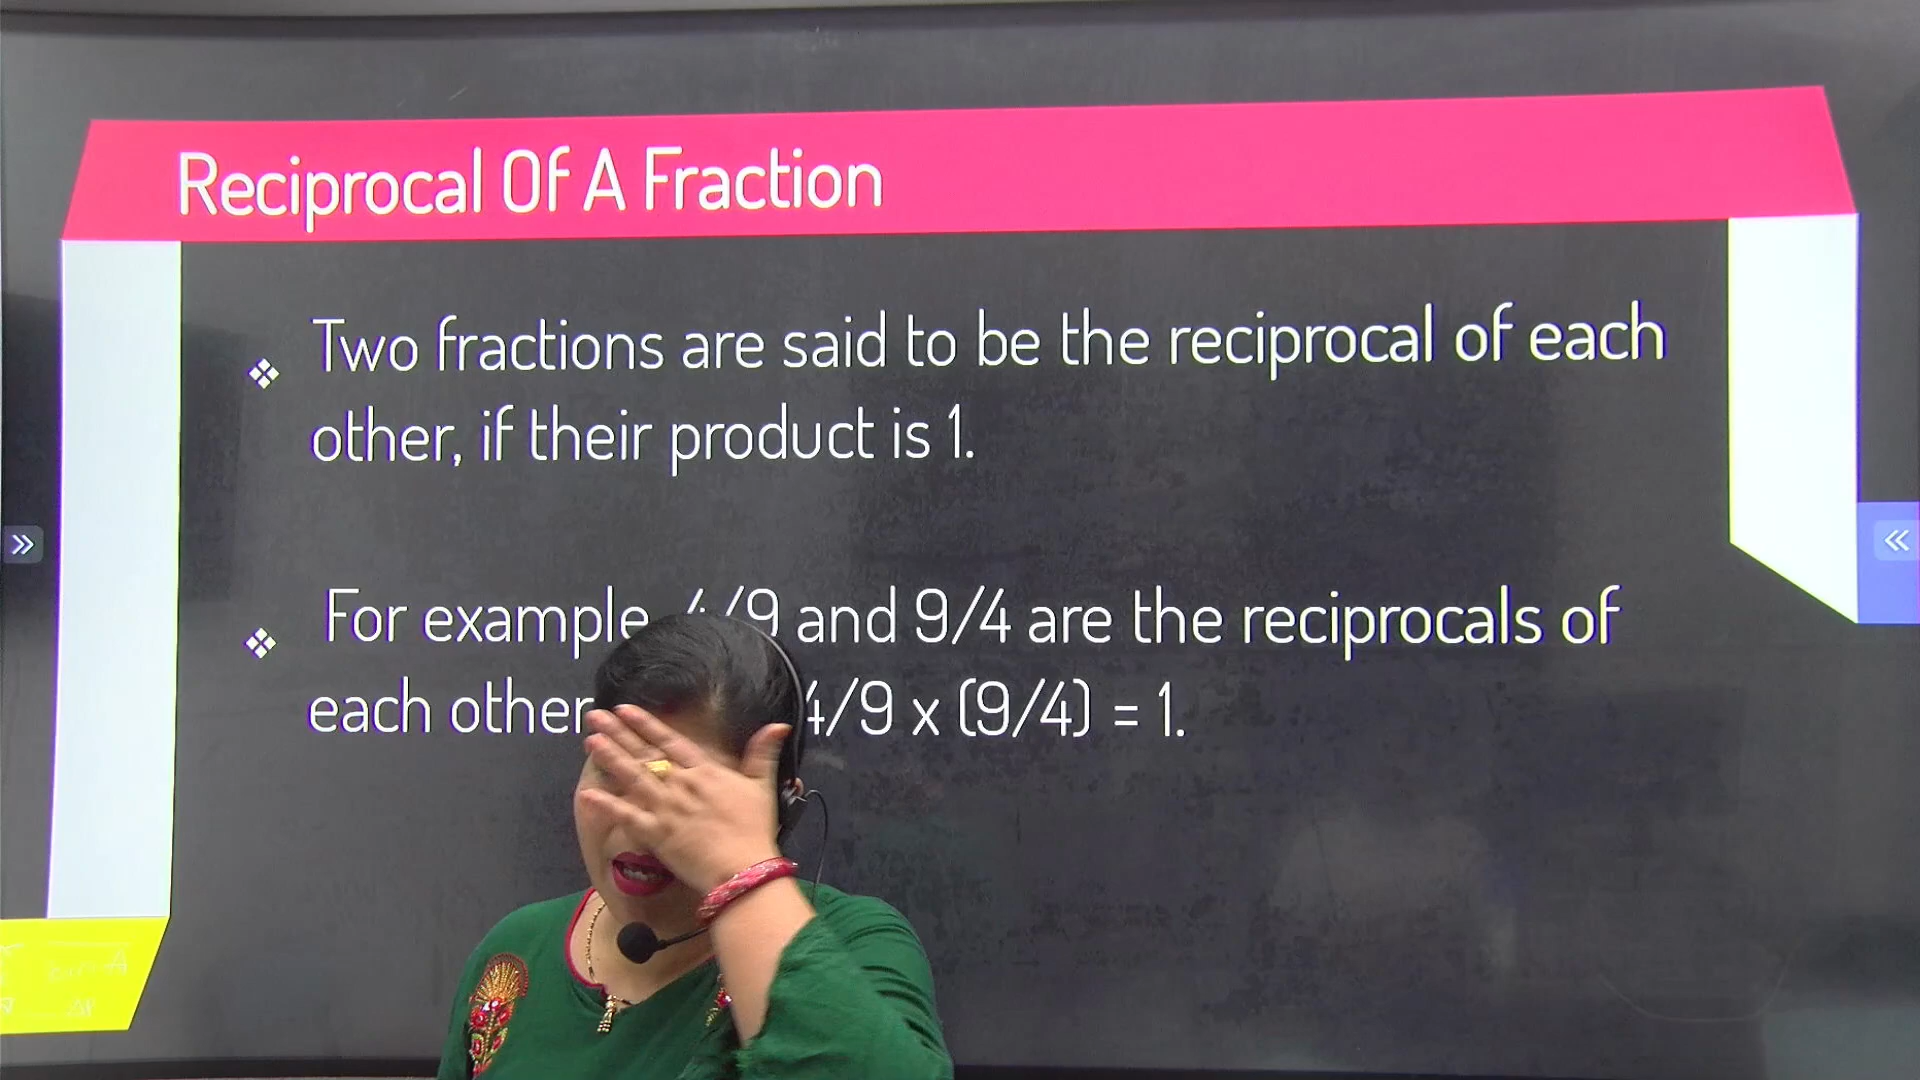 Reciprocal Of A Fraction
Two fractions are said to be the reciprocal of each
other, if their product is 1.
For example 4/9 and 9/4 are the reciprocals of
each other 4/9 x (9/4) = 1.